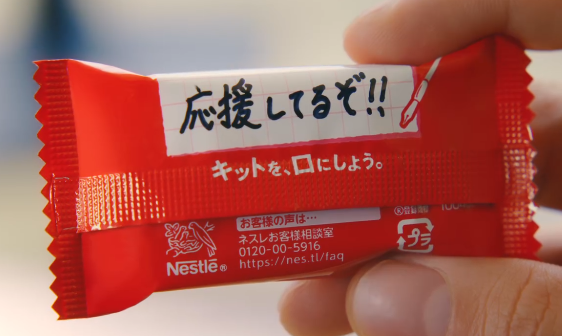 応援してるぞ!!
キットを、口にしよう。
お客様の声は…
ネスレお客様相談室
0120-00-5916
https://nes.tl/faq
Nestlé®
プラ